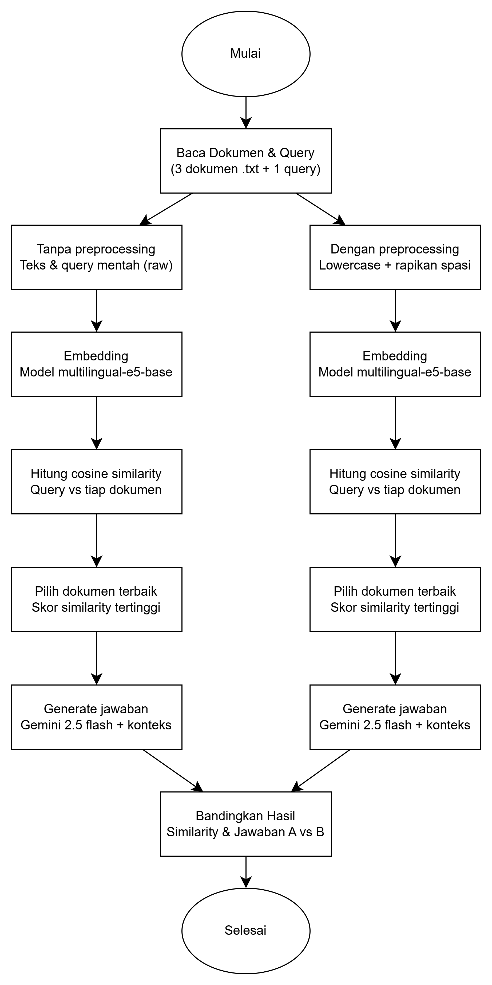 Mulai
Baca Dokumen & Query
(3 dokumen .txt + 1 query)
Tanpa preprocessing
Teks & query mentah (raw)
Dengan preprocessing
Lowercase + rapikan spasi
Embedding
Model multilingual-e5-base
Embedding
Model multilingual-e5-base
Hitung cosine similarity
Query vs tiap dokumen
Hitung cosine similarity
Query vs tiap dokumen
Pilih dokumen terbaik
Skor similarity tertinggi
Pilih dokumen terbaik
Skor similarity tertinggi
Generate jawaban
Gemini 2.5 flash + konteks
Generate jawaban
Gemini 2.5 flash + konteks
Bandingkan Hasil
Similarity & Jawaban A vs B
Selesai